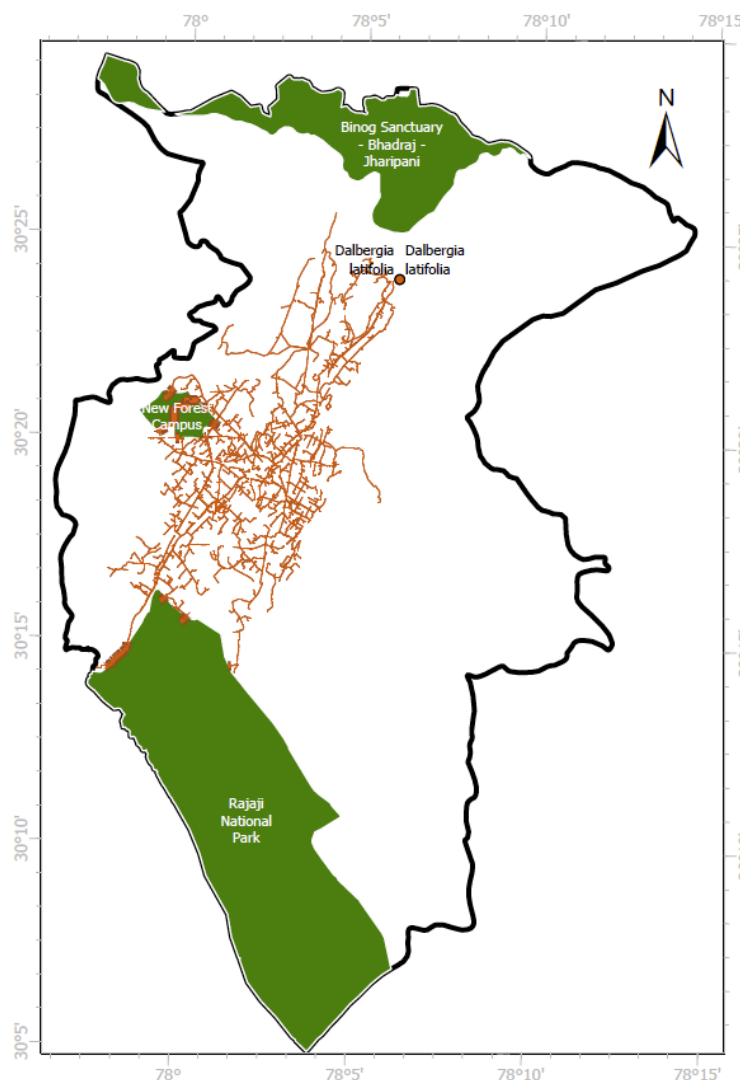 78°
78°5'
78°10'
78°15'
N
Binog Sanctuary
- Bhadraj -
Jharipani
30°25'
Dalbergia
latifolia
Dalbergia
latifolia
New Forest
Campus
30°20'
30°15'
Rajaji
National
Park
30°10'
30°5'
78°
78°5'
78°10'
78°15'